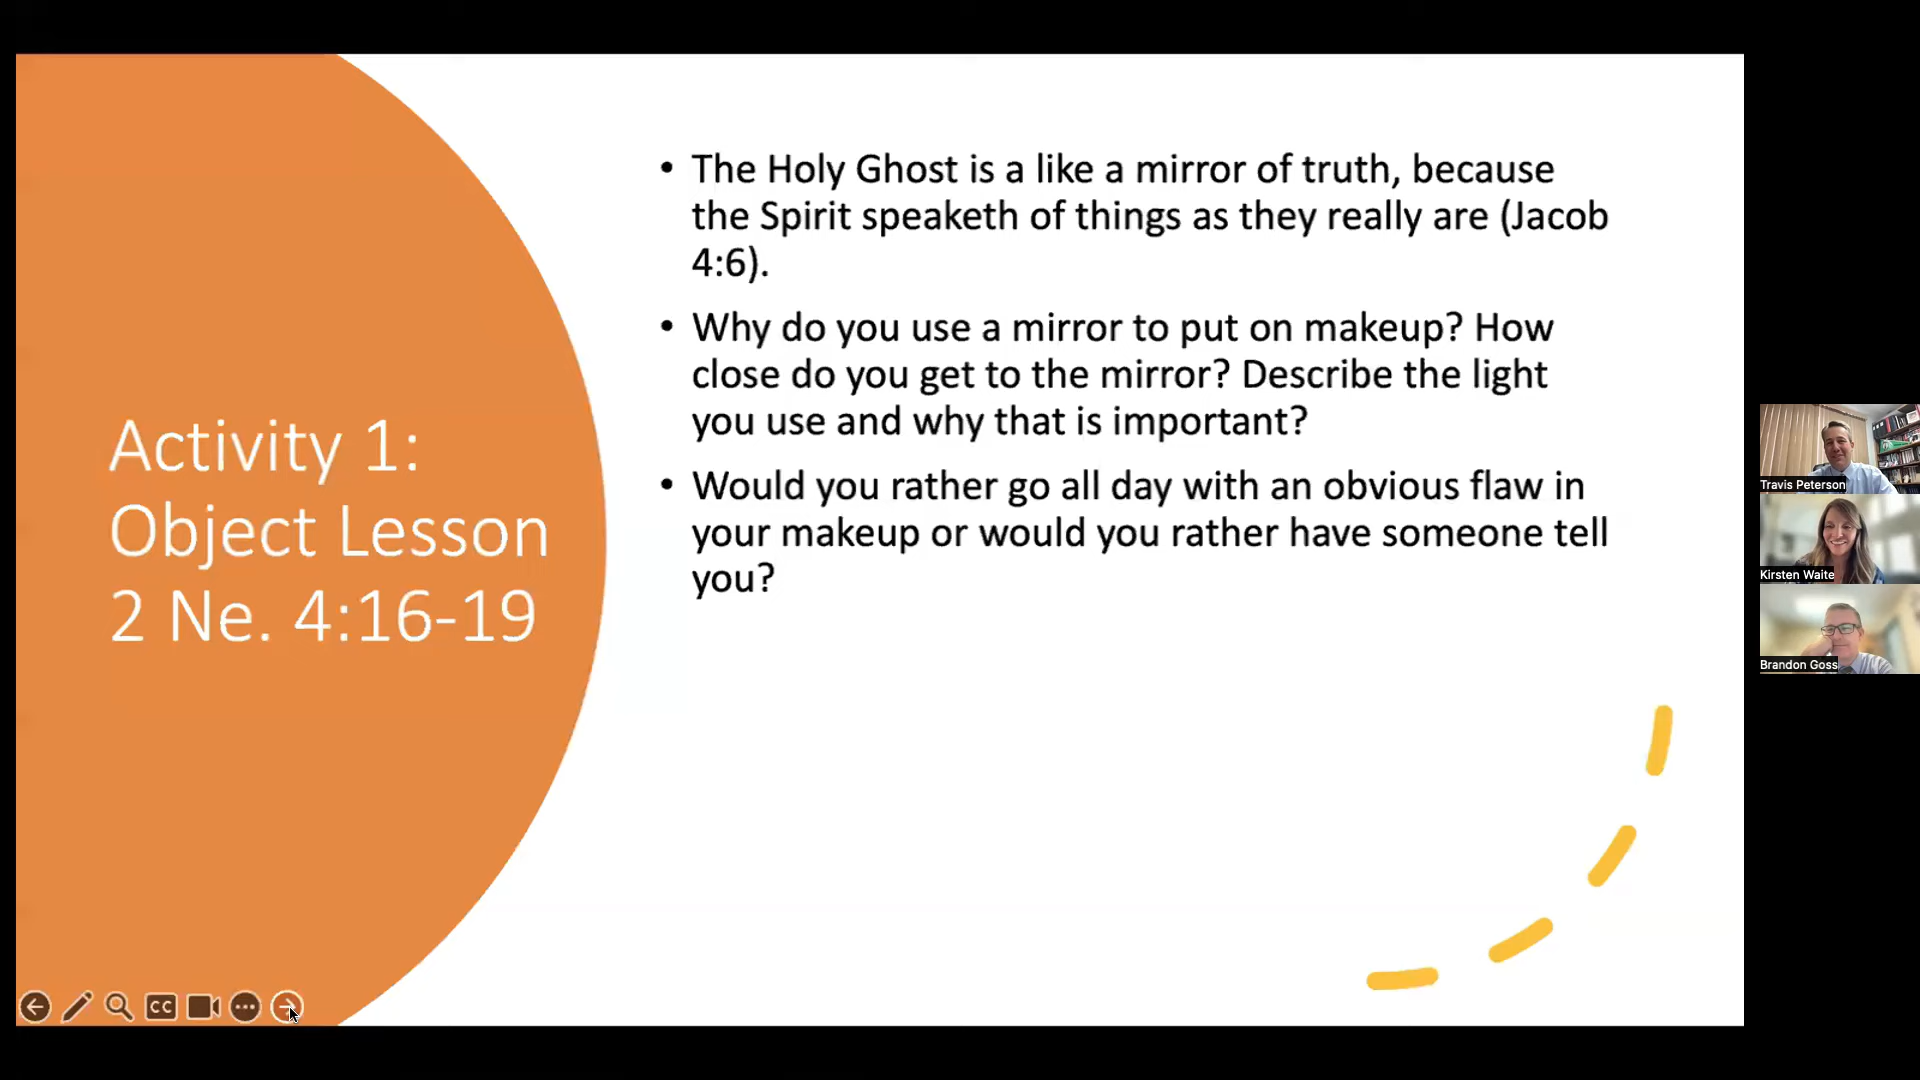 Activity 1:
Object Lesson
2 Ne. 4:16-19
• The Holy Ghost is a like a mirror of truth, because
the Spirit speaketh of things as they really are (Jacob
4:6).
• Why do you use a mirror to put on makeup? How
close do you get to the mirror? Describe the light
you use and why that is important?
• Would you rather go all day with an obvious flaw in
your makeup or would you rather have someone tell
you?
CC
Travis Peterson
Kirsten Waite
Brandon Goss